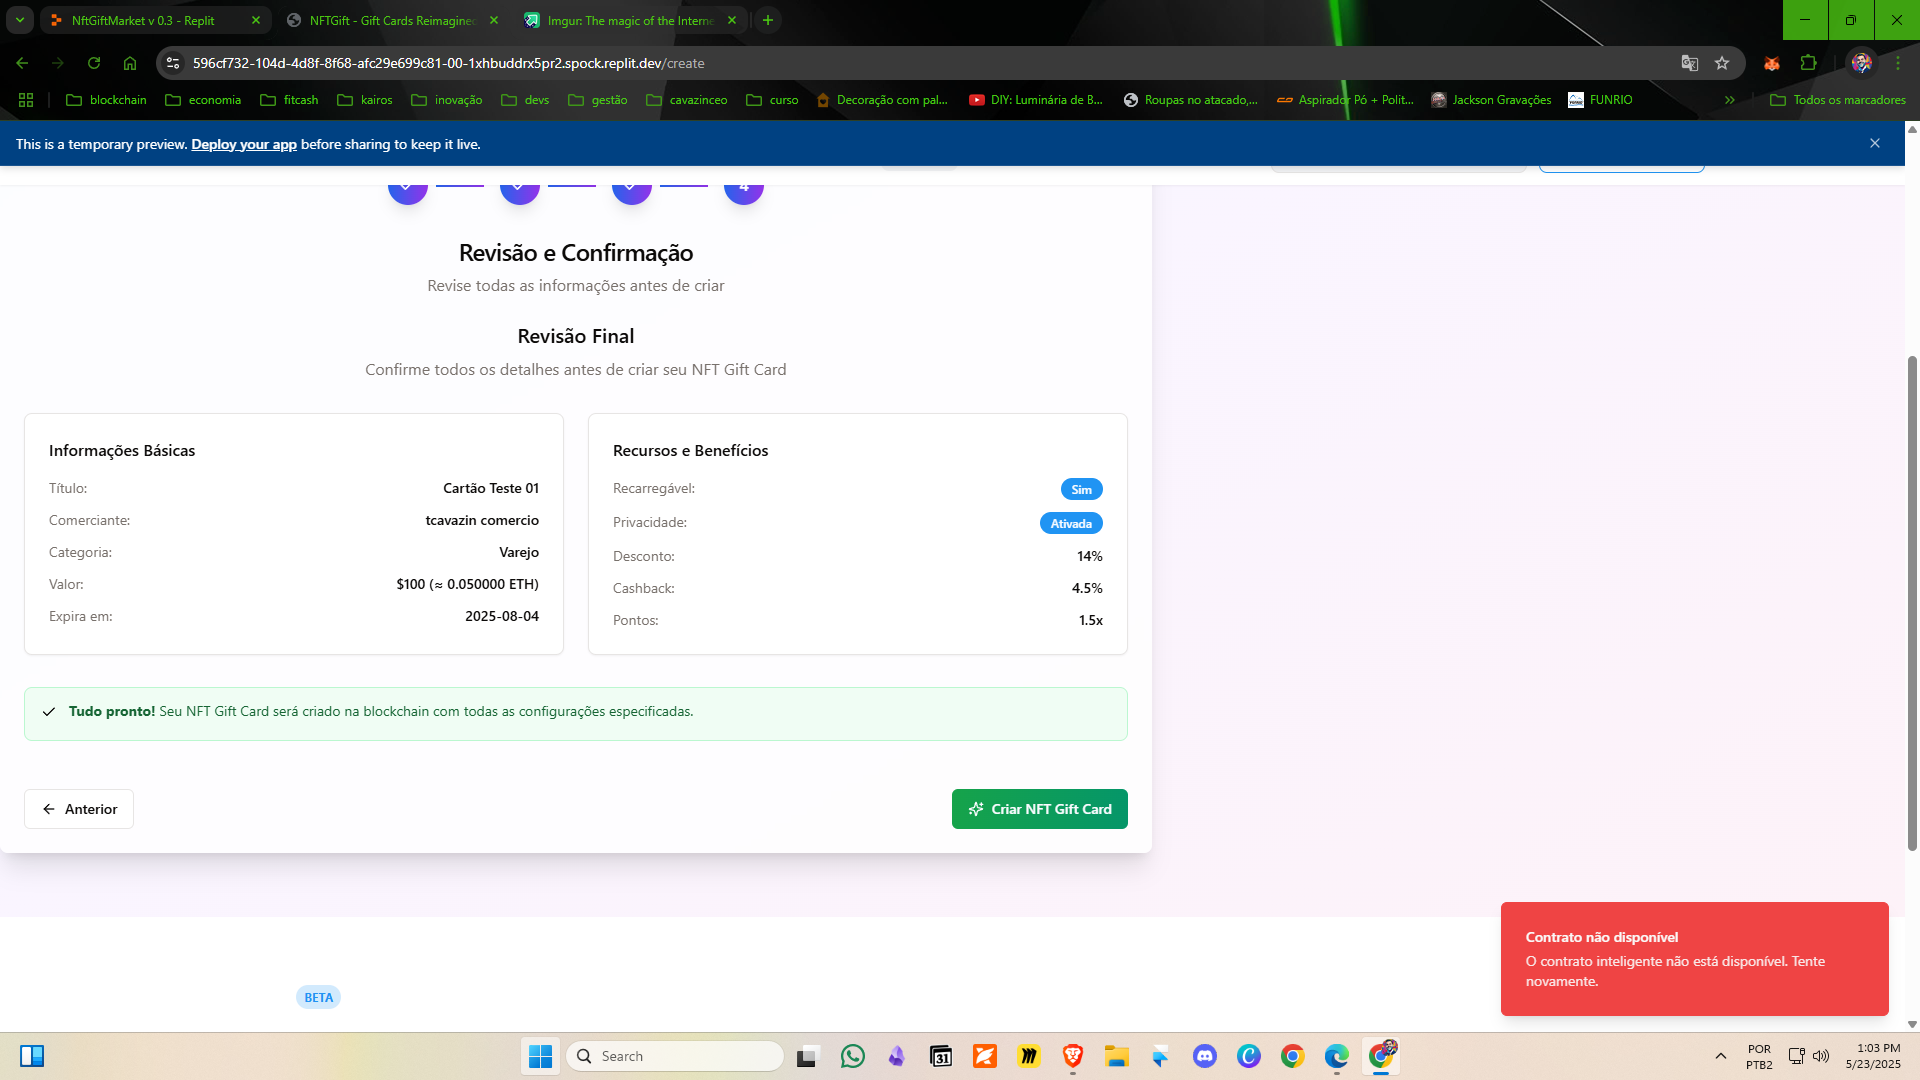 NftGiftMarket v 0.3 - Replit
NFTGift - Gift Cards Reimagined
Imgur: The magic of the Interne
596cf732-104d-4d8f-8f68-afc29e699c81-00-1xhbuddrx5pr2.spock.replit.dev/create
blockchain
economia
fitcash
kairos
inovação
devs
gestão
cavazinceo
curso
Decoração com pal...
DIY: Luminária de B...
Roupas no atacado,...
Aspirador Pó + Polit...
Jackson Gravações
FUNRIO
Todos os marcadores
This is a temporary preview. Deploy your app before sharing to keep it live.
4
Revisão e Confirmação
Revise todas as informações antes de criar
Revisão Final
Confirme todos os detalhes antes de criar seu NFT Gift Card
Informações Básicas
Título: Cartão Teste 01
Comerciante: tcavazin comercio
Categoria: Varejo
Valor: $100 (≈ 0.050000 ETH)
Expira em: 2025-08-04
Recursos e Benefícios
Recarregável: Sim
Privacidade: Ativada
Desconto: 14%
Cashback: 4.5%
Pontos: 1.5x
Tudo pronto! Seu NFT Gift Card será criado na blockchain com todas as configurações especificadas.
Anterior
Criar NFT Gift Card
Contrato não disponível
O contrato inteligente não está disponível. Tente
novamente.
BETA
Search
31
POR
PTB2
1:03 PM
5/23/2025